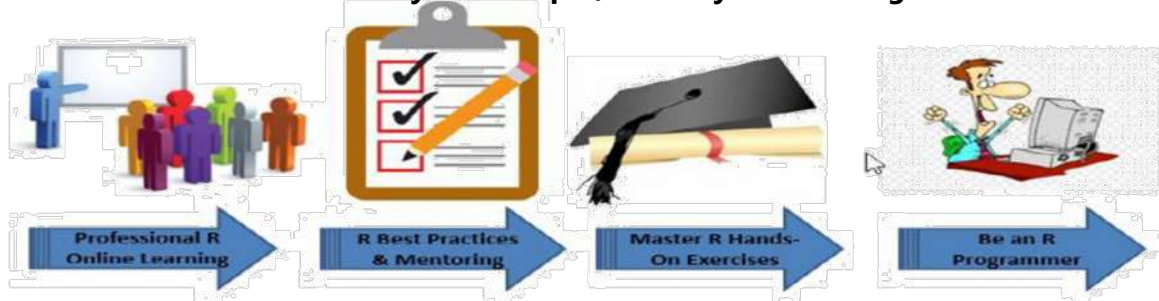 Professional R
Online Learning
R Best Practices
& Mentoring
Master R Hands-
On Exercises
Be an R
Programmer